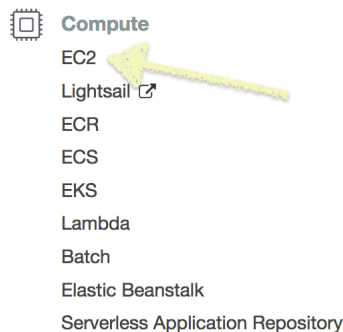 Compute
EC2
Lightsail
ECR
ECS
EKS
Lambda
Batch
Elastic Beanstalk
Serverless Application Repository